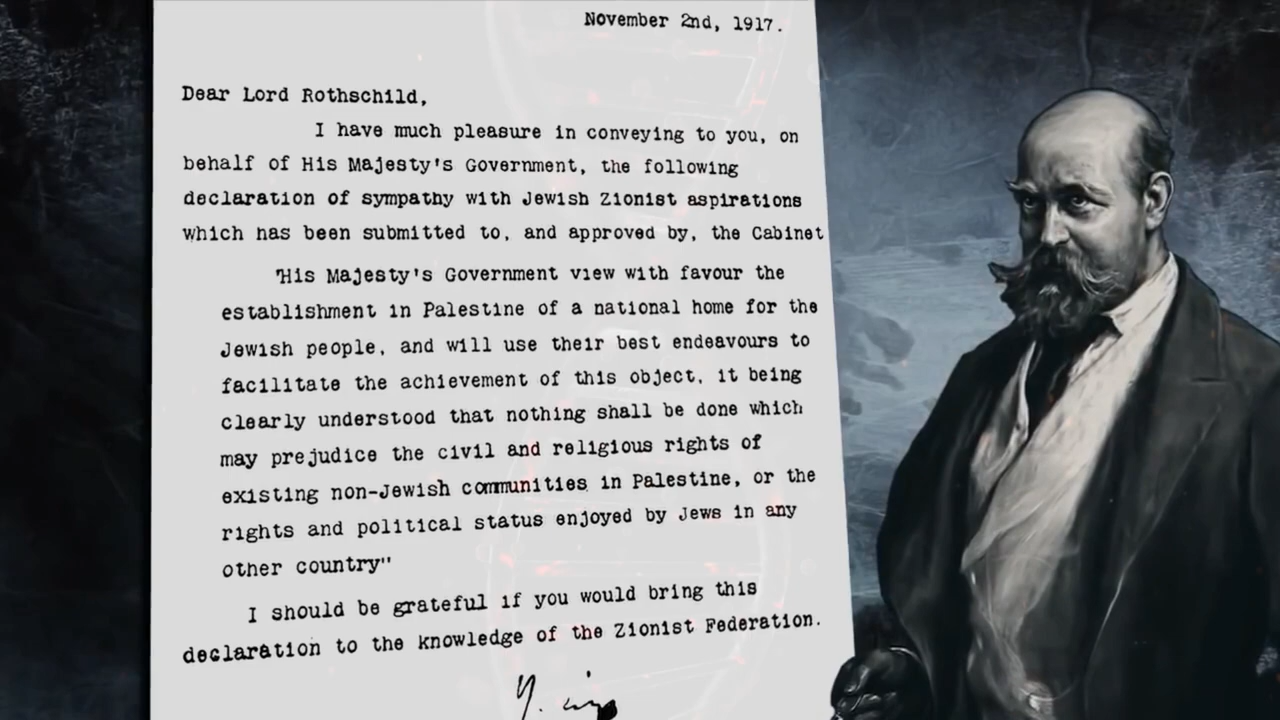 November 2nd, 1917.
Dear Lord Rothschild,
I have much pleasure in conveying to you, on
behalf of His Majesty's Government, the following
declaration of sympathy with Jewish Zionist aspirations
which has been submitted to, and approved by, the Cabinet
"His Majesty's Government view with favour the
establishment in Palestine of a national home for the
Jewish people, and will use their best endeavours to
facilitate the achievement of this object, it being
clearly understood that nothing shall be done which
may prejudice the civil and religious rights of
existing non-Jewish communities in Palestine, or the
rights and political status enjoyed by Jews in any
other country"
I should be grateful if you would bring this
declaration to the knowledge of the Zionist Federation.